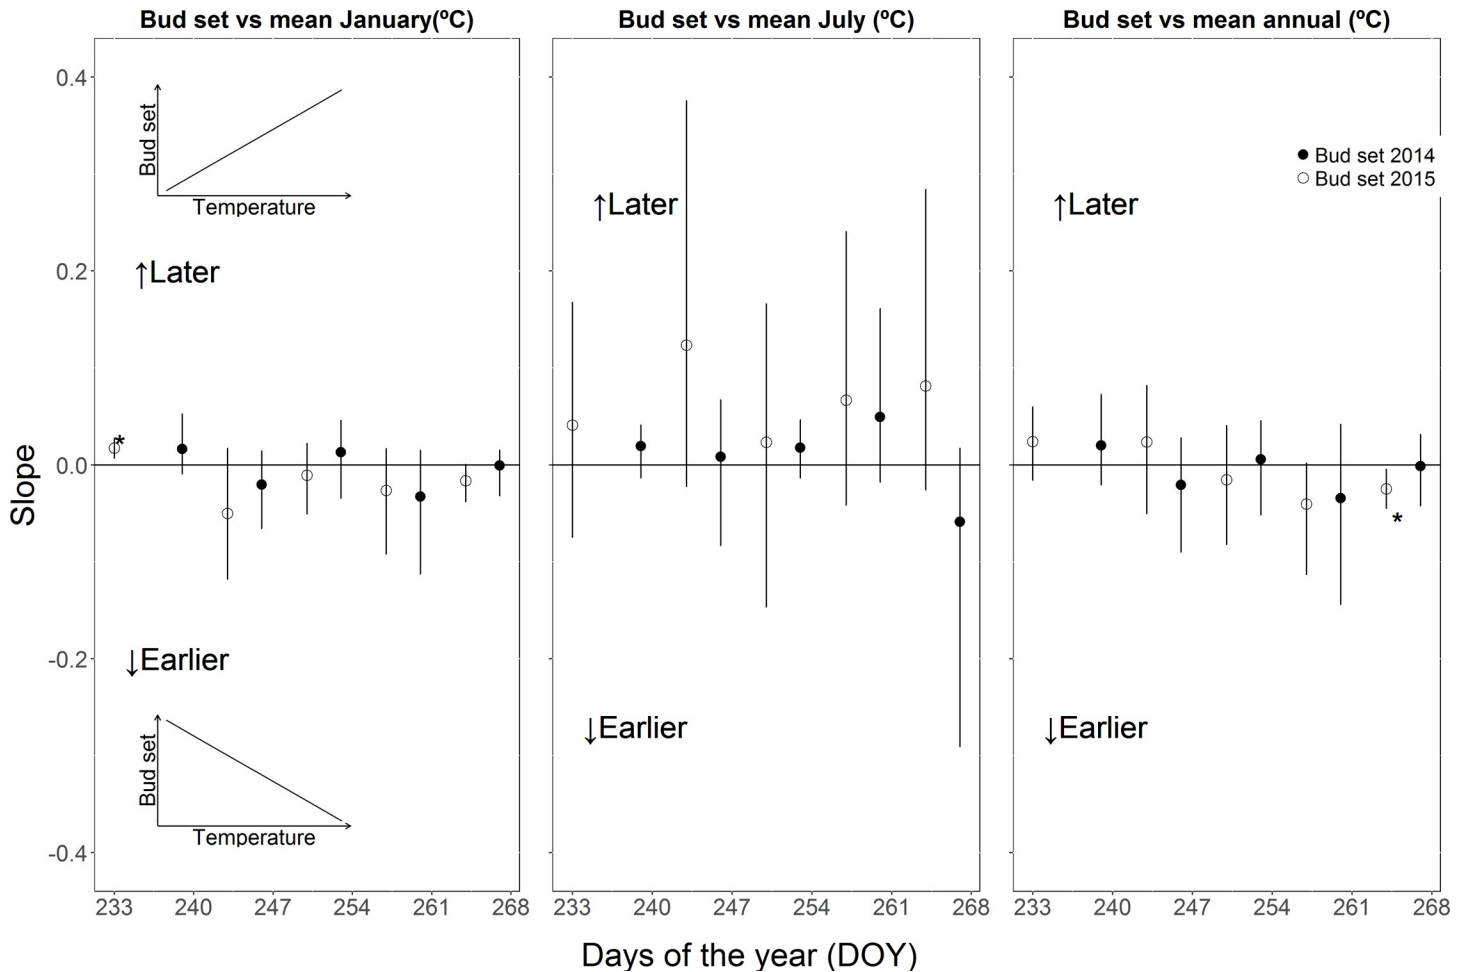 Bud set vs mean January(ºC)
Bud set vs mean July (ºC)
Bud set vs mean annual (ºC)
Slope
0.4
0.2
0.0
-0.2
-0.4
Bud set
Temperature
↑Later
*
↓Earlier
Bud set
Temperature
↑Later
↓Earlier
● Bud set 2014
○ Bud set 2015
↑Later
*
↓Earlier
233 240 247 254 261 268
233 240 247 254 261 268
233 240 247 254 261 268
Days of the year (DOY)